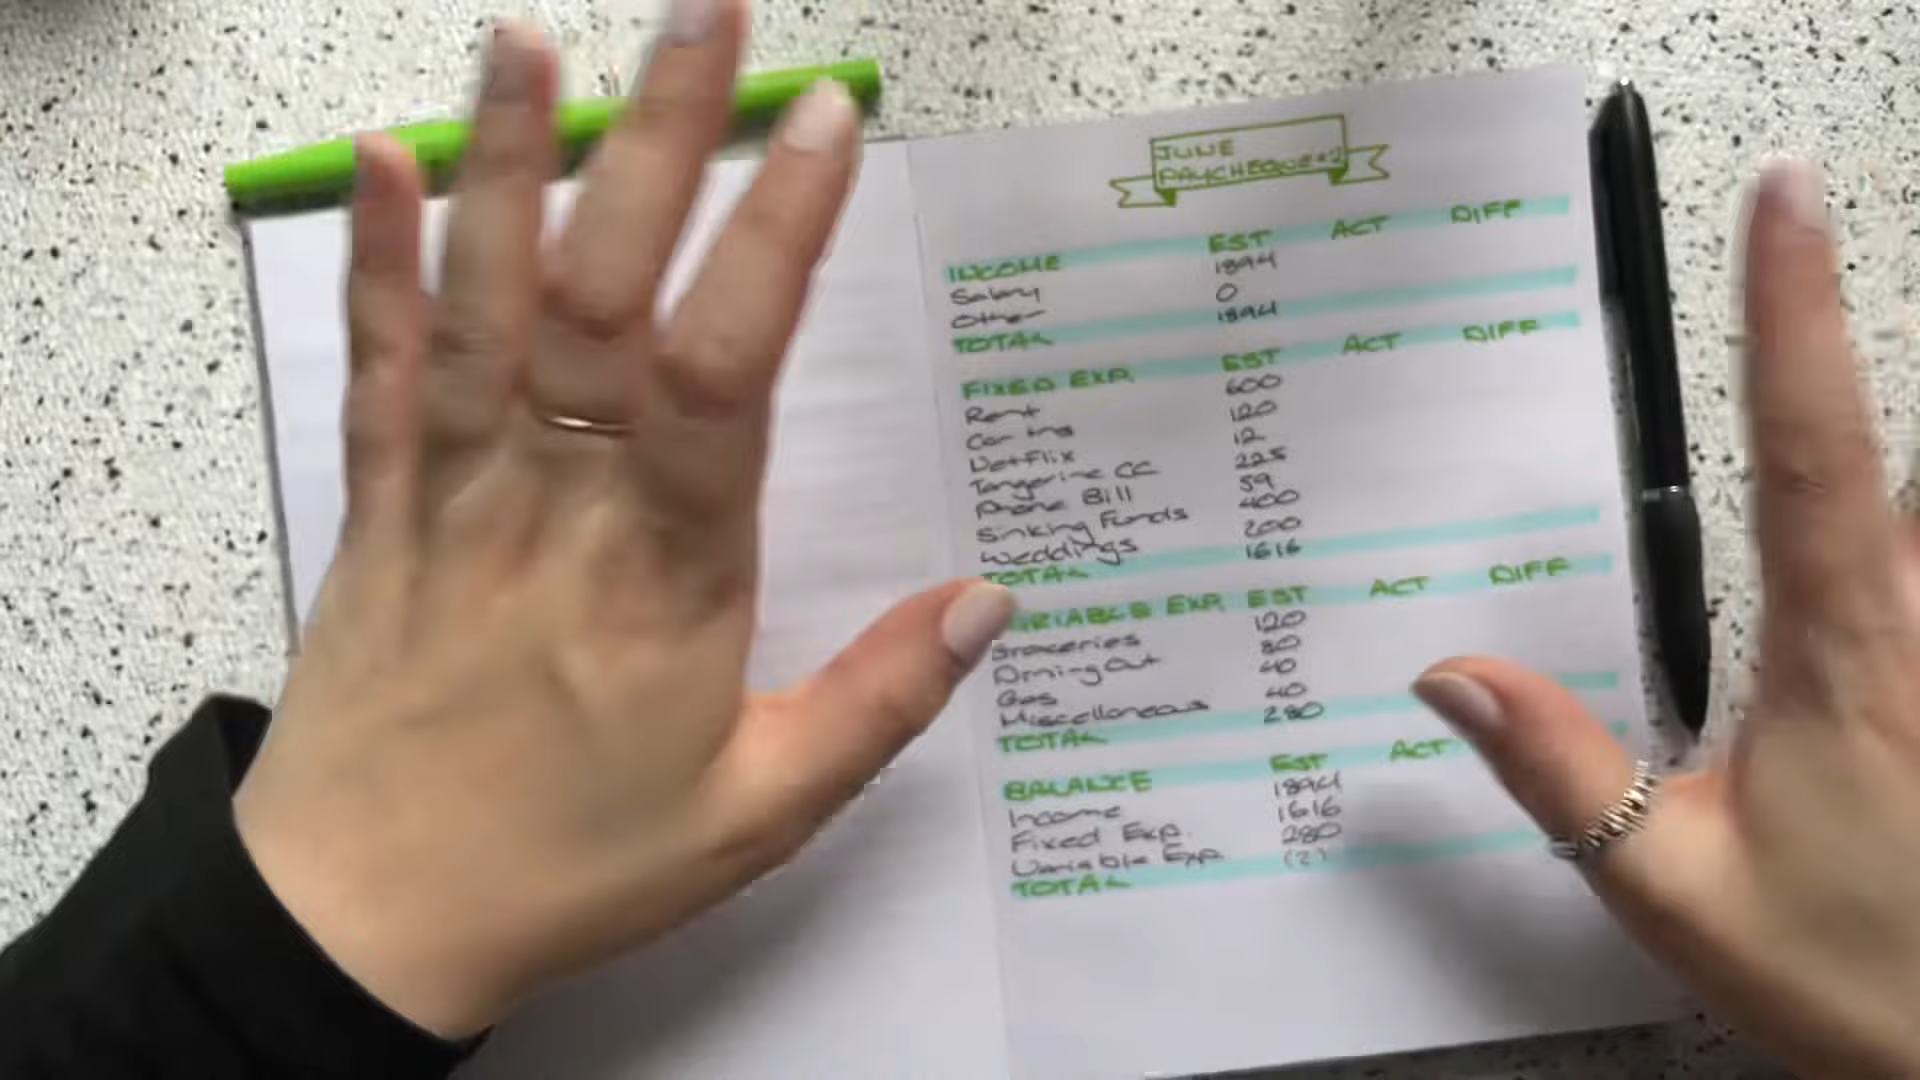 JUNE
PAYCHEQUE #2
INCOME EST ACT DIFF
Salary 1894
Other 0
TOTAL 1894
FIXED EXP. EST ACT DIFF
Rent 600
Car Ins 120
Netflix 12
Tangerine CC 225
Phone Bill 59
Sinking Funds 400
Weddings 200
TOTAL 1616
VARIABLE EXP. EST ACT DIFF
Groceries 120
Dining Out 80
Gas 40
Miscellaneous 40
TOTAL 280
BALANCE EST ACT
Income 1894
Fixed Exp. 1616
Variable Exp. 280
TOTAL (2)